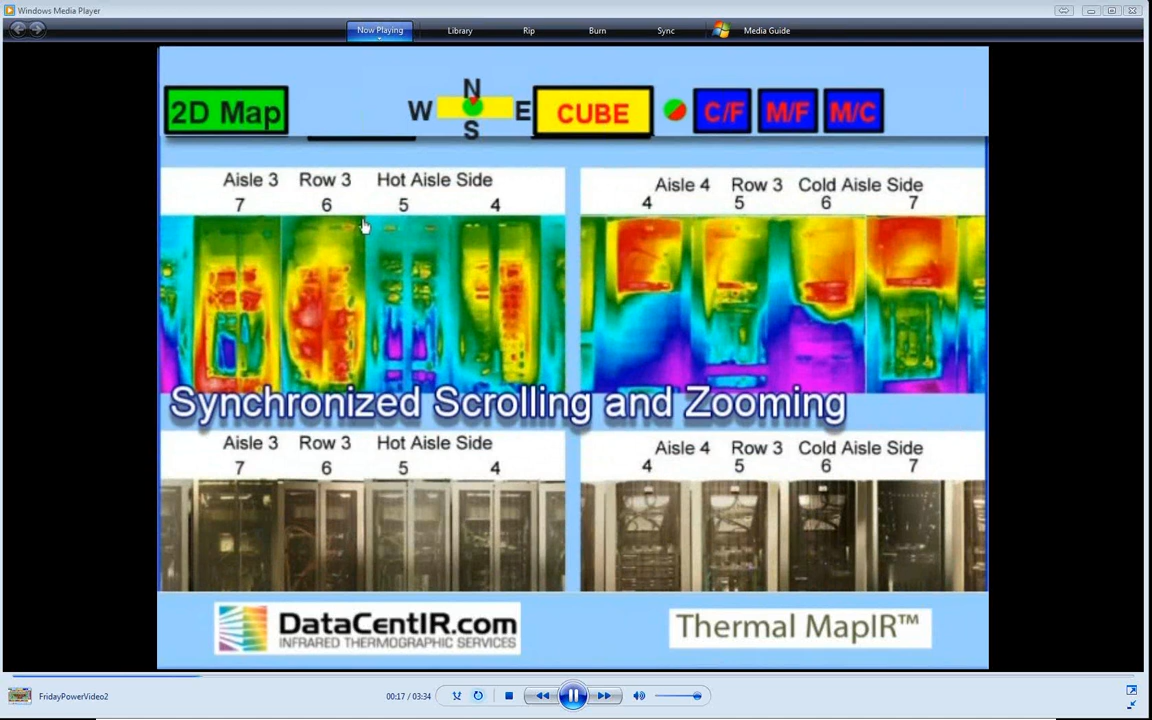 Windows Media Player
Now Playing Library Rip Burn Sync Media Guide
2D Map
N
W E
S
CUBE
C/F M/F M/C
Aisle 3 Row 3 Hot Aisle Side
7 6 5 4
Aisle 4 Row 3 Cold Aisle Side
4 5 6 7
Synchronized Scrolling and Zooming
Aisle 3 Row 3 Hot Aisle Side
7 6 5 4
Aisle 4 Row 3 Cold Aisle Side
4 5 6 7
DataCentIR.com
INFRARED THERMOGRAPHIC SERVICES
Thermal MapIR™
FridayPowerVideo2
00:17 / 03:34